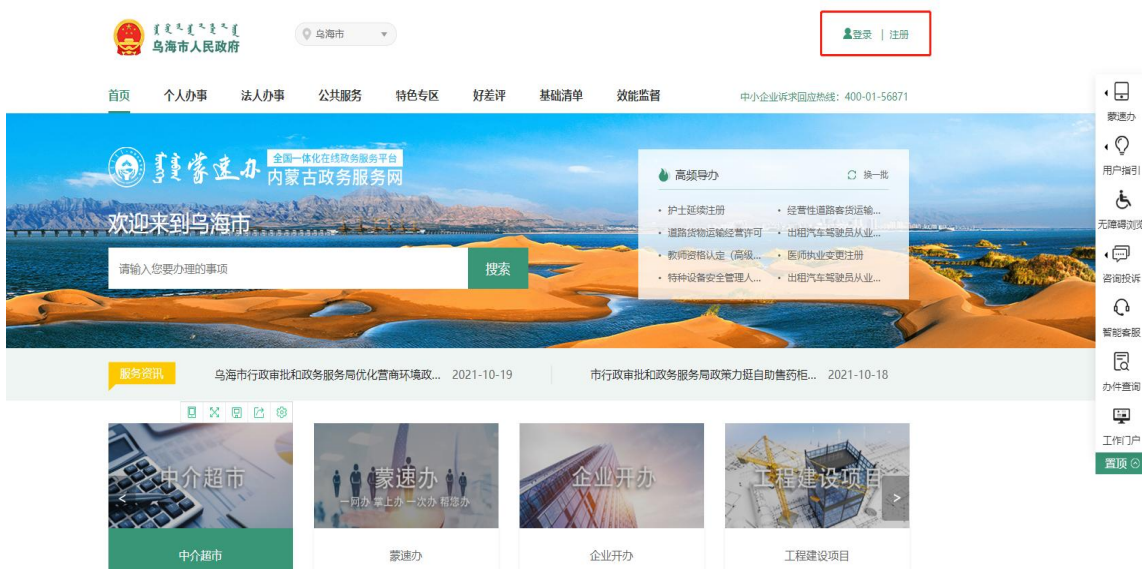 乌海市人民政府
乌海市
登录 | 注册
首页 个人办事 法人办事 公共服务 特色专区 好差评 基础清单 效能监督 中小企业诉求回应热线：400-01-56871
蒙速办 全国一体化在线政务服务平台
内蒙古政务服务网
欢迎来到乌海市
请输入您要办理的事项 搜索
高频导办 换一批
· 护士延续注册 · 经营性道路客货运输...
· 道路货物运输经营许可 · 出租汽车驾驶员从业...
· 教师资格认定（高级... · 医师执业变更注册
· 特种设备安全管理人... · 出租汽车驾驶员从业...
蒙速办
用户指引
无障碍浏览
咨询投诉
智能客服
办件查询
工作门户
置顶
服务资讯 乌海市行政审批和政务服务局优化营商环境政... 2021-10-19 市行政审批和政务服务局政策力挺自助售药柜... 2021-10-18
中介超市
蒙速办
一网办 掌上办 一次办 帮您办
企业开办
工程建设项目
中介超市 蒙速办 企业开办 工程建设项目